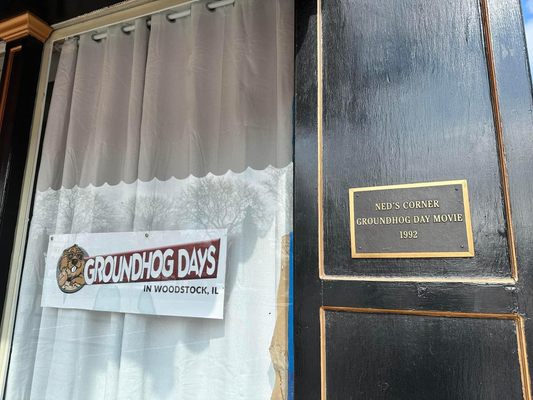 GROUNDHOG DAYS
IN WOODSTOCK, IL
NED'S CORNER
GROUNDHOG DAY MOVIE
1992